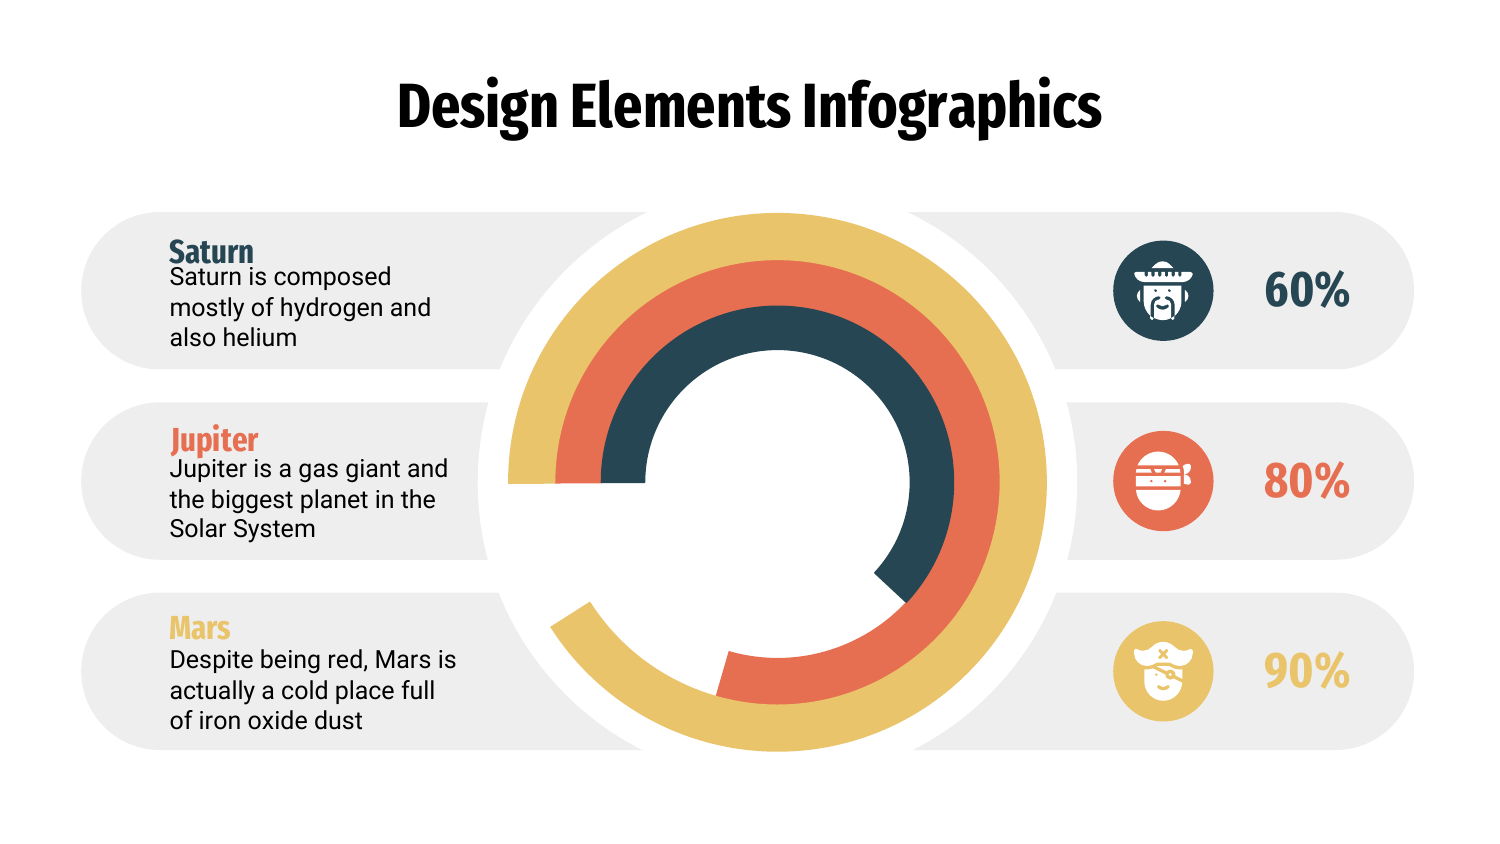 Design Elements Infographics
Saturn
Saturn is composed
mostly of hydrogen and
also helium
60%
Jupiter
Jupiter is a gas giant and
the biggest planet in the
Solar System
80%
Mars
Despite being red, Mars is
actually a cold place full
of iron oxide dust
90%